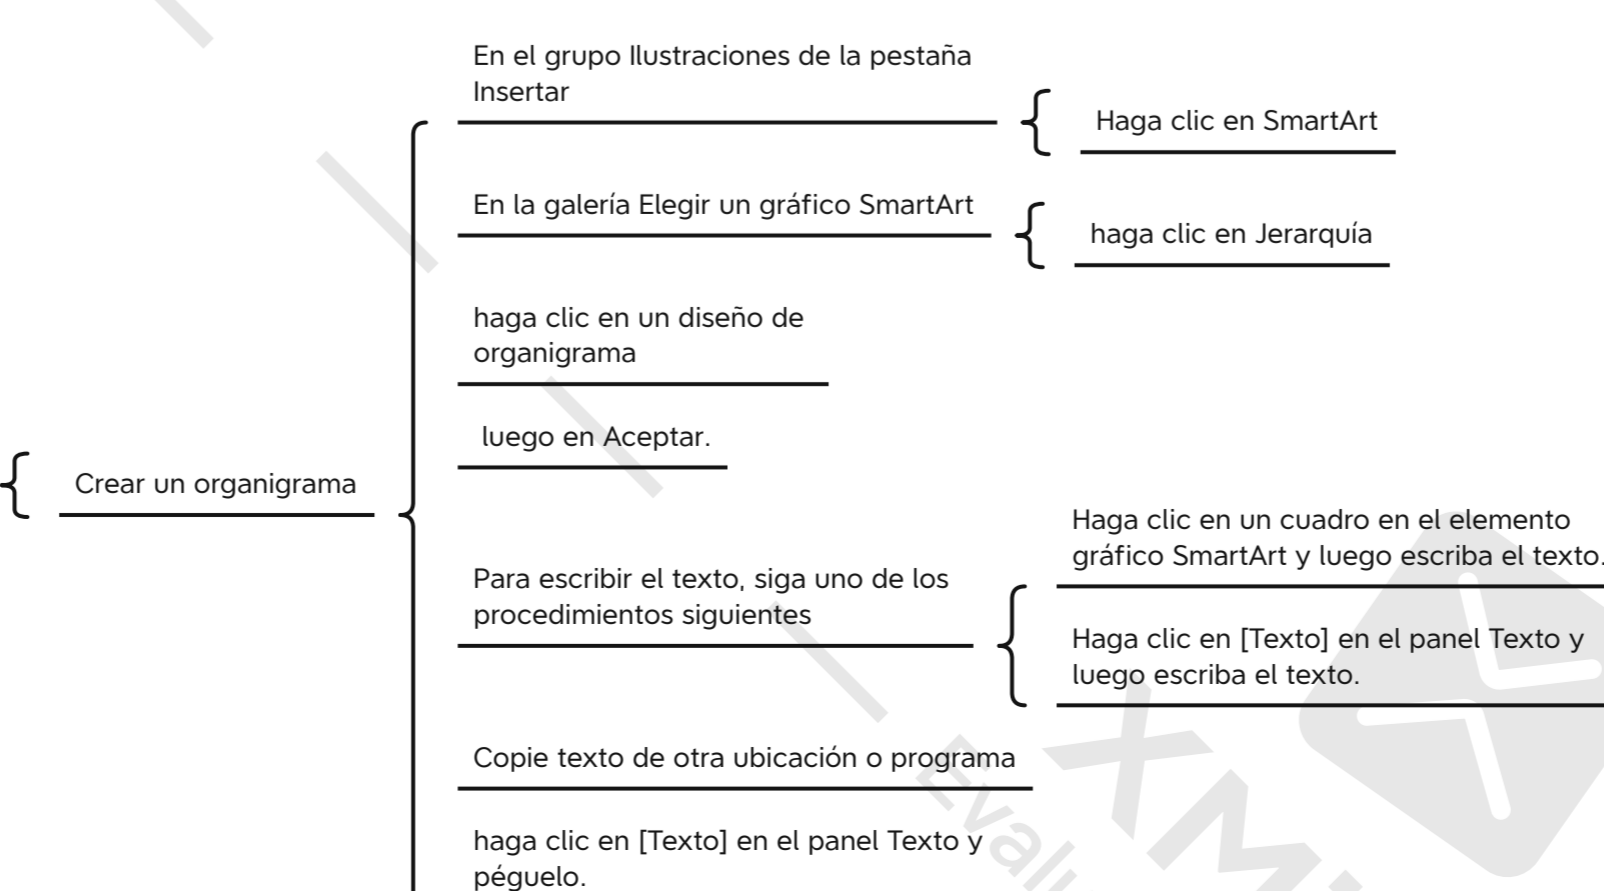 En el grupo Ilustraciones de la pestaña
Insertar
Haga clic en SmartArt
En la galería Elegir un gráfico SmartArt
haga clic en Jerarquía
haga clic en un diseño de
organigrama
luego en Aceptar.
Crear un organigrama
Para escribir el texto, siga uno de los
procedimientos siguientes
Haga clic en un cuadro en el elemento
gráfico SmartArt y luego escriba el texto.
Haga clic en [Texto] en el panel Texto y
luego escriba el texto.
Copie texto de otra ubicación o programa
haga clic en [Texto] en el panel Texto y
péguelo.